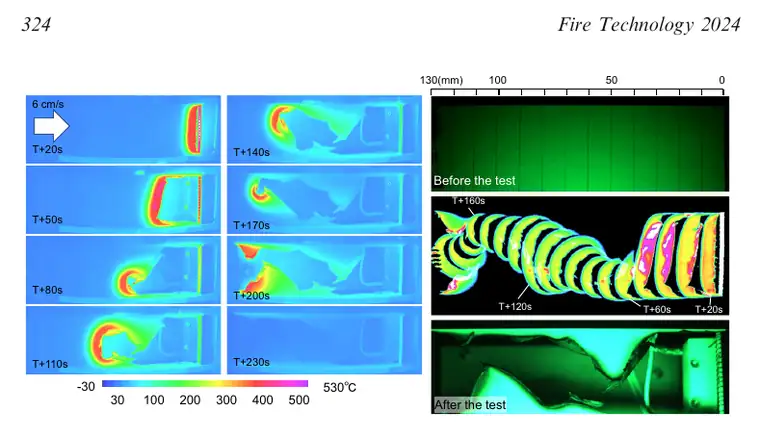 324
Fire Technology 2024
6 cm/s
T+20s
T+50s
T+80s
T+110s
T+140s
T+170s
T+200s
T+230s
-30
530℃
30 100 200 300 400 500
130(mm) 100 50 0
Before the test
T+160s
T+120s
T+60s
T+20s
After the test